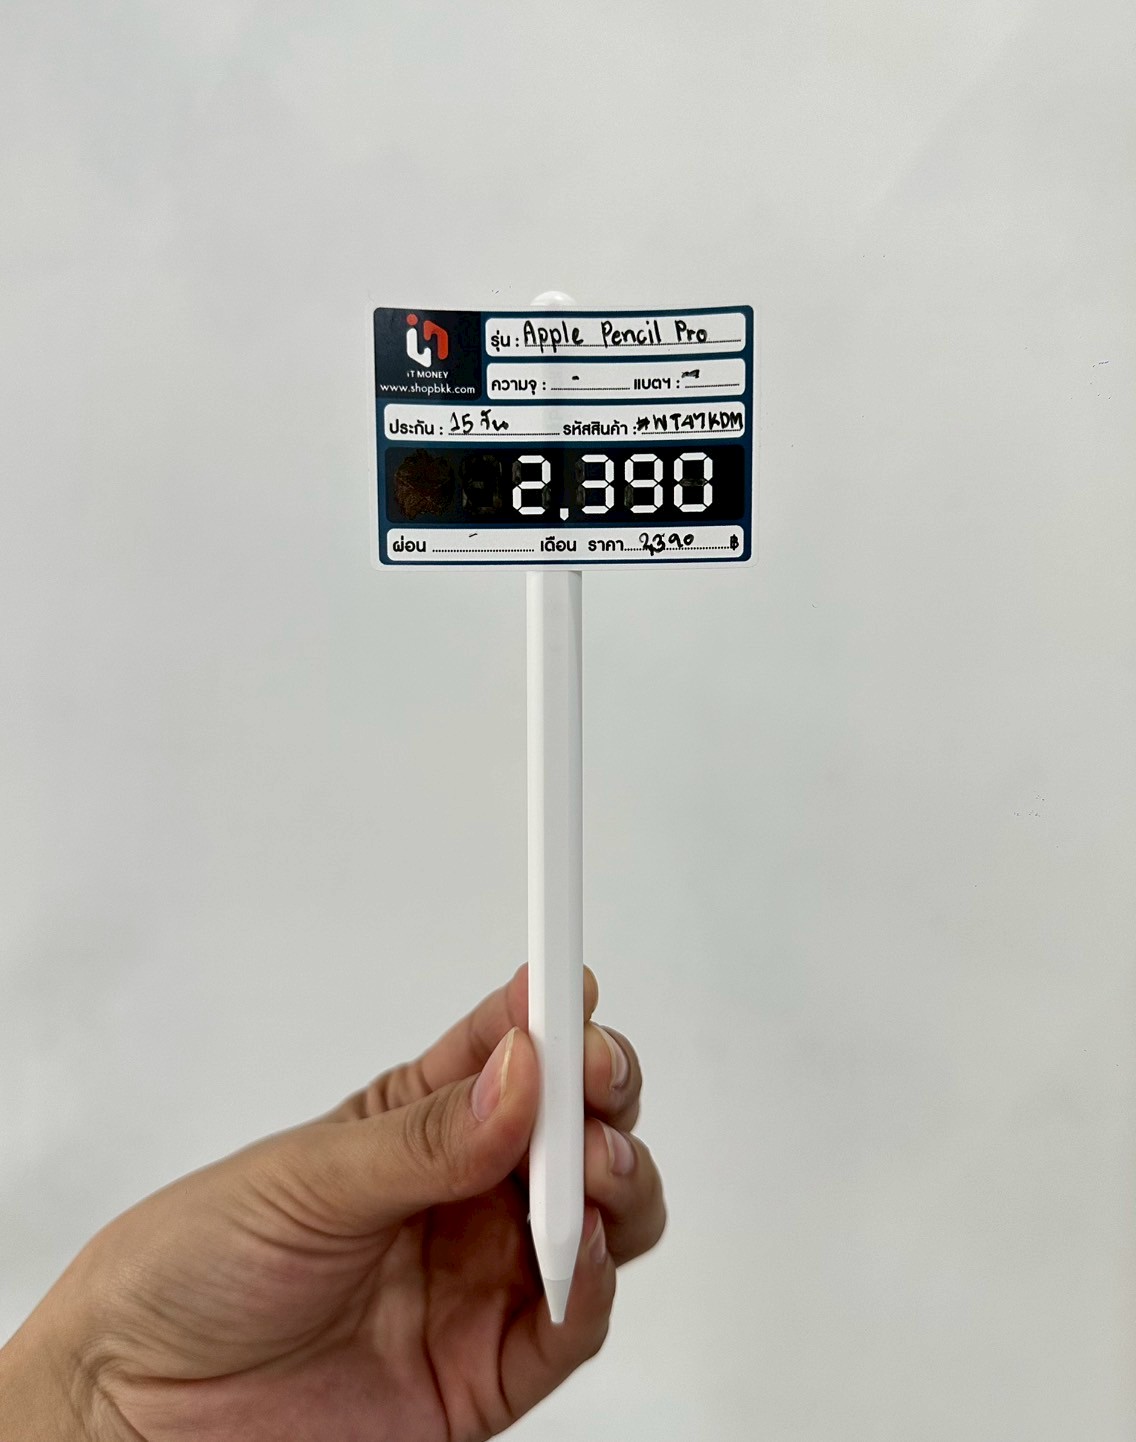 iT MONEY
www.shopbkk.com
รุ่น : Apple Pencil Pro
ความจุ : - แบตฯ : -
ประกัน : 15 วัน รหัสสินค้า : #WT47KDM
2,390
ผ่อน - เดือน ราคา 2,390 ฿